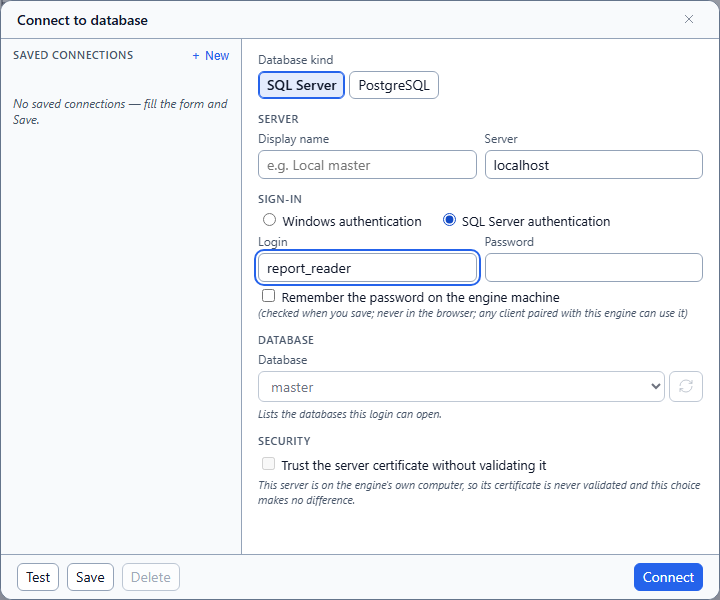 Connect to database
SAVED CONNECTIONS
+ New
No saved connections — fill the form and
Save.
Database kind
SQL Server
PostgreSQL
SERVER
Display name
Server
e.g. Local master
localhost
SIGN-IN
Windows authentication
SQL Server authentication
Login
Password
report_reader
Remember the password on the engine machine
(checked when you save; never in the browser; any client paired with this engine can use it)
DATABASE
Database
master
Lists the databases this login can open.
SECURITY
Trust the server certificate without validating it
This server is on the engine's own computer, so its certificate is never validated and this choice
makes no difference.
Test
Save
Delete
Connect